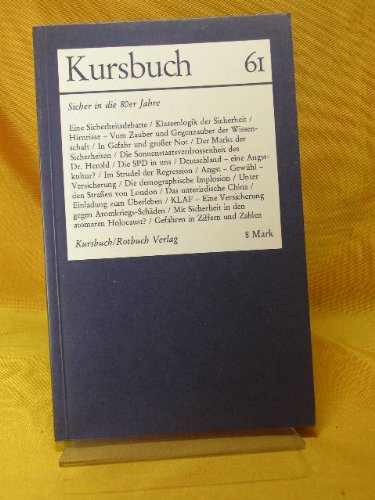 Kursbuch 61
Sicher in die 80er Jahre
Eine Sicherheitsdebatte / Klassenlogik der Sicherheit /
Hirnrisse – Vom Zauber und Gegenzauber der Wissen-
schaft / In Gefahr und großer Not / Der Markt der
Sicherheiten / Die Sonnenstaatsverdrossenheit des
Dr. Herold / Die SPD in uns / Deutschland – eine Angst-
kultur? / Im Strudel der Regression / Angst – Gewühl –
Versicherung / Die demographische Implosion / Unter
den Straßen von London / Das unterirdische China /
Einladung zum Überleben / KLAF – Eine Versicherung
gegen Atomkriegs-Schäden / Mit Sicherheit in den
atomaren Holocaust? / Gefahren in Ziffern und Zahlen
Kursbuch/Rotbuch Verlag 8 Mark